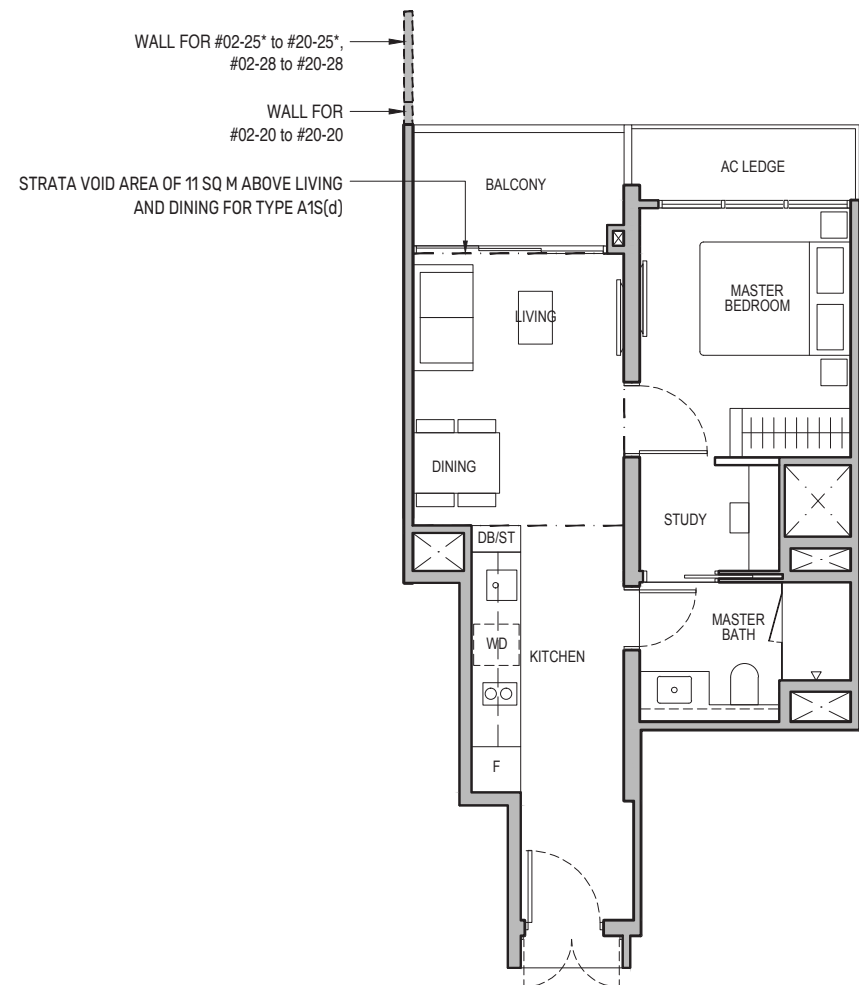 WALL FOR #02-25* to #20-25*,
#02-28 to #20-28
WALL FOR
#02-20 to #20-20
STRATA VOID AREA OF 11 SQ M ABOVE LIVING
AND DINING FOR TYPE A1S(d)
BALCONY
AC LEDGE
MASTER
BEDROOM
LIVING
DINING
STUDY
DB/ST
MASTER
BATH
WD
KITCHEN
F